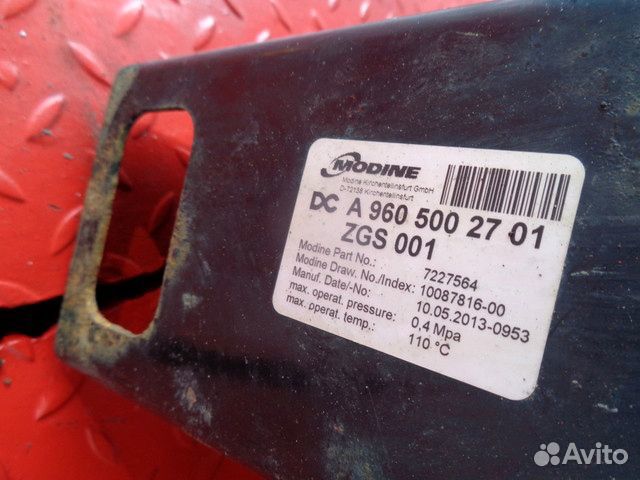 MODINE
Modine Kirchentellinsfurt GmbH
D-72138 Kirchentellinsfurt
DC A 960 500 27 01
ZGS 001
Modine Part No.: 7227564
Modine Draw. No./Index: 10087816-00
Manuf. Date/-No: 10.05.2013-0953
max. operat. pressure: 0,4 Mpa
max. operat. temp.: 110 °C
Avito